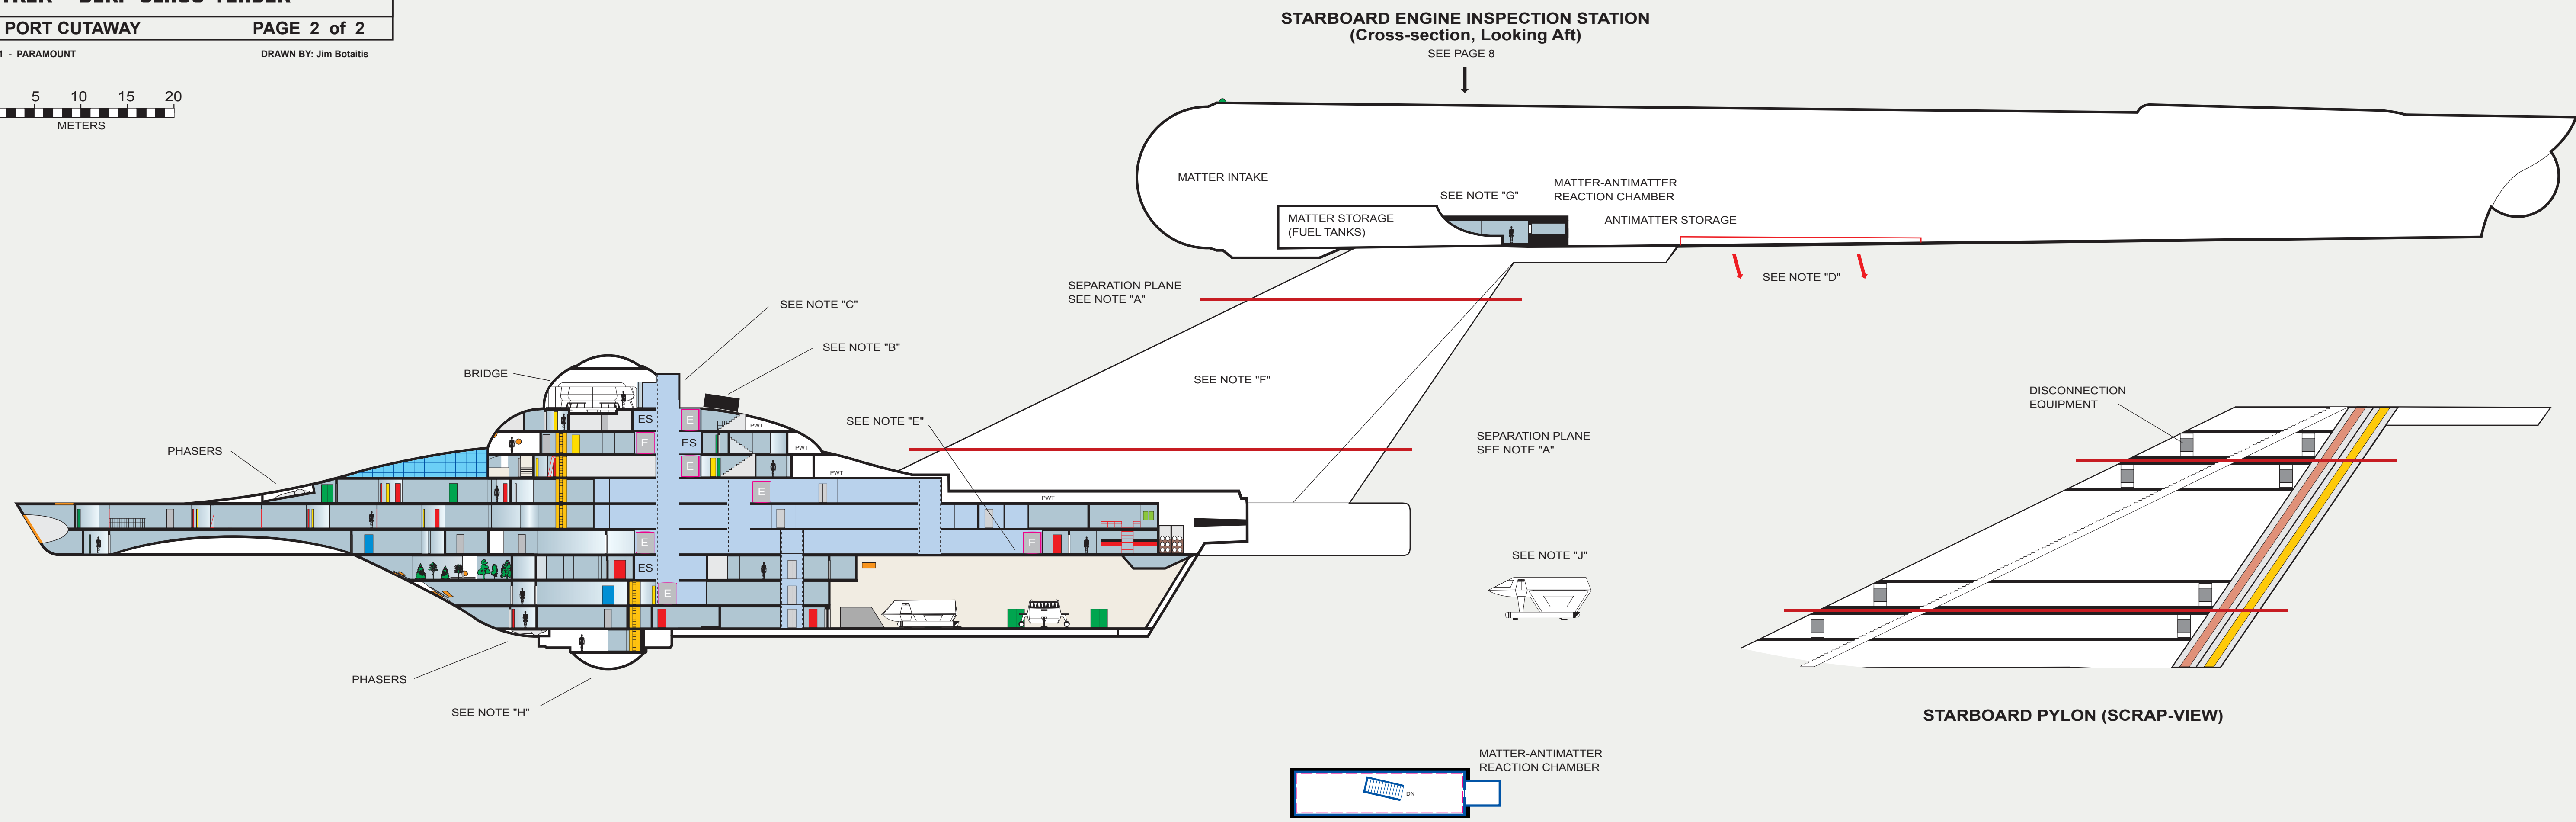 PORT CUTAWAY PAGE 2 of 2
- PARAMOUNT DRAWN BY: Jim Botaitis
5 10 15 20
METERS
STARBOARD ENGINE INSPECTION STATION
(Cross-section, Looking Aft)
SEE PAGE 8
MATTER INTAKE
MATTER STORAGE
(FUEL TANKS)
SEE NOTE "G"
MATTER-ANTIMATTER
REACTION CHAMBER
ANTIMATTER STORAGE
SEE NOTE "D"
SEPARATION PLANE
SEE NOTE "A"
SEE NOTE "F"
SEE NOTE "C"
SEE NOTE "B"
BRIDGE
SEE NOTE "E"
PHASERS
ES E PWT
E ES PWT
E PWT
E
PWT
E E
ES
E
SEPARATION PLANE
SEE NOTE "A"
DISCONNECTION
EQUIPMENT
SEE NOTE "J"
PHASERS
SEE NOTE "H"
STARBOARD PYLON (SCRAP-VIEW)
MATTER-ANTIMATTER
REACTION CHAMBER
DN